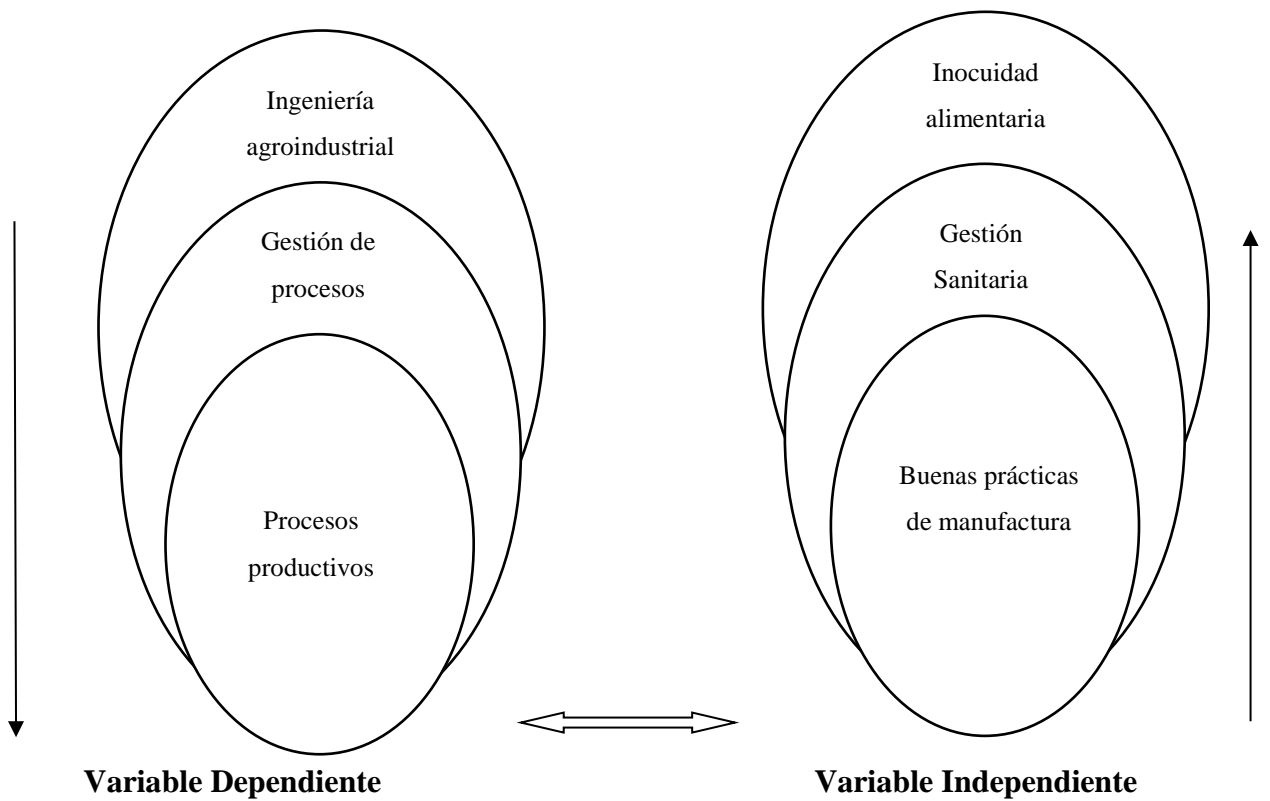 Ingeniería
agroindustrial
Gestión de
procesos
Procesos
productivos
Variable Dependiente
Inocuidad
alimentaria
Gestión
Sanitaria
Buenas prácticas
de manufactura
Variable Independiente